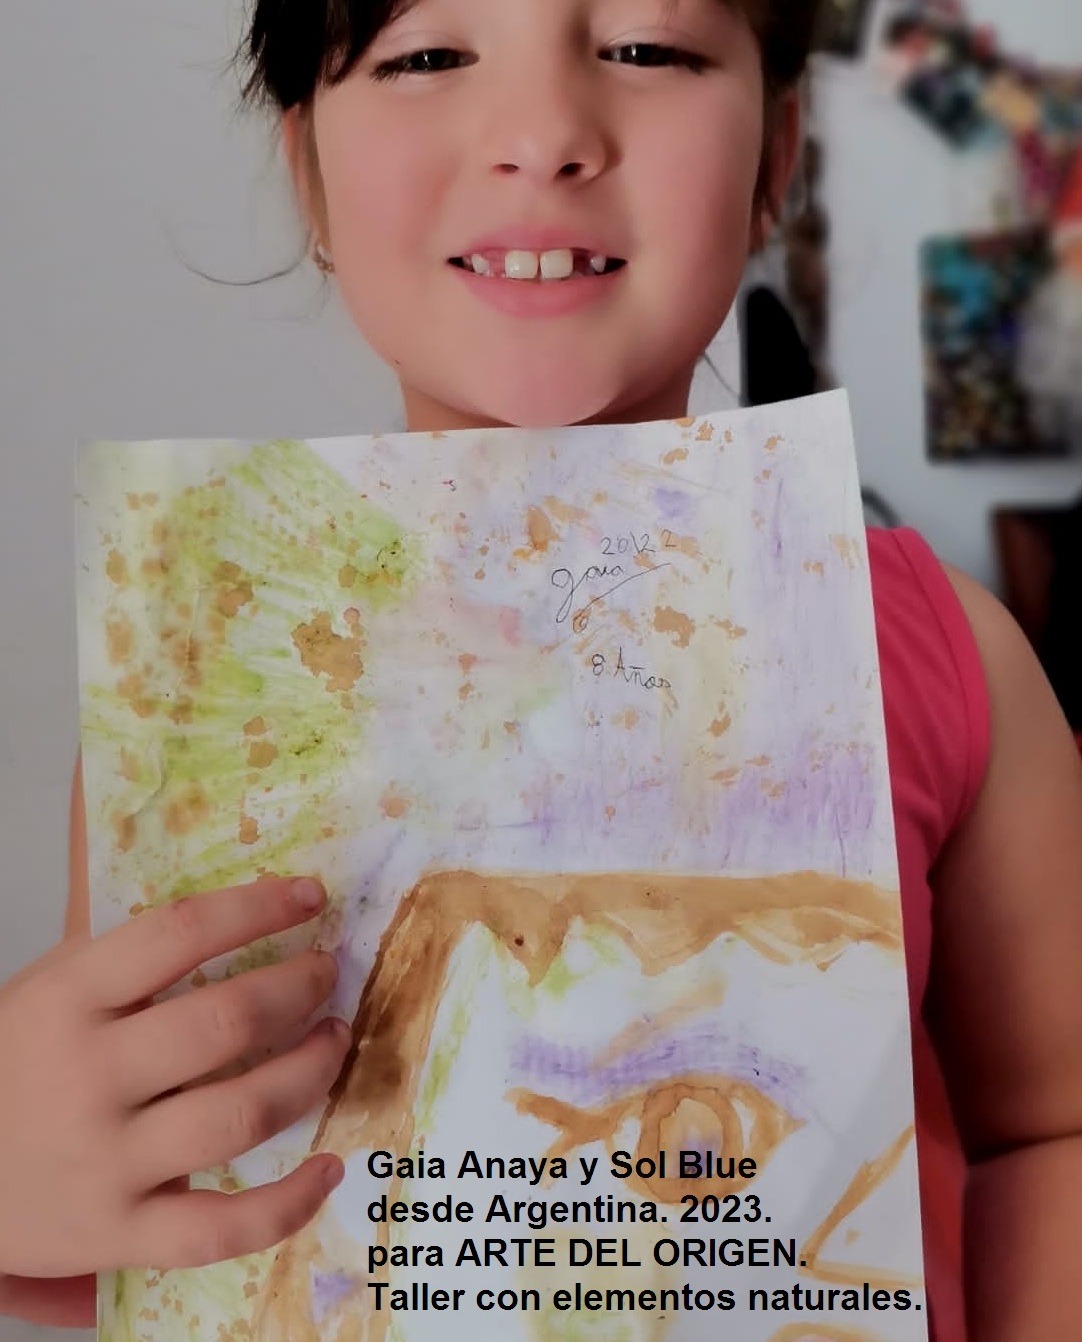 2022
gaia
8 Años
Gaia Anaya y Sol Blue
desde Argentina. 2023.
para ARTE DEL ORIGEN.
Taller con elementos naturales.